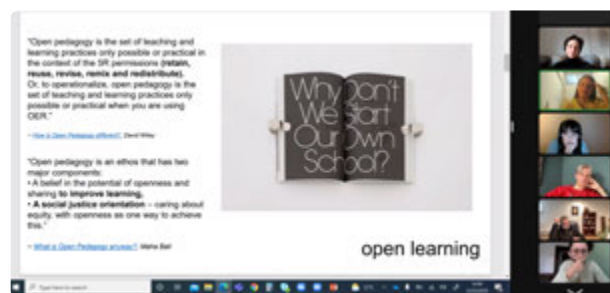 "Open pedagogy is the set of teaching and
learning practices only possible or practical in
the context of the 5R permissions (retain,
reuse, revise, remix and redistribute).
Or, to operationalize, open pedagogy is the
set of teaching and learning practices only
possible or practical when you are using
OER."
– How is Open Pedagogy different?, David Wiley
"Open pedagogy is an ethos that has two
major components:
• A belief in the potential of openness and
sharing to improve learning,
• A social justice orientation – caring about
equity, with openness as one way to achieve
this."
– What is Open Pedagogy anyway?, Maha Bali
Why Don't
We Start
Our Own
School?
open learning
Type here to search